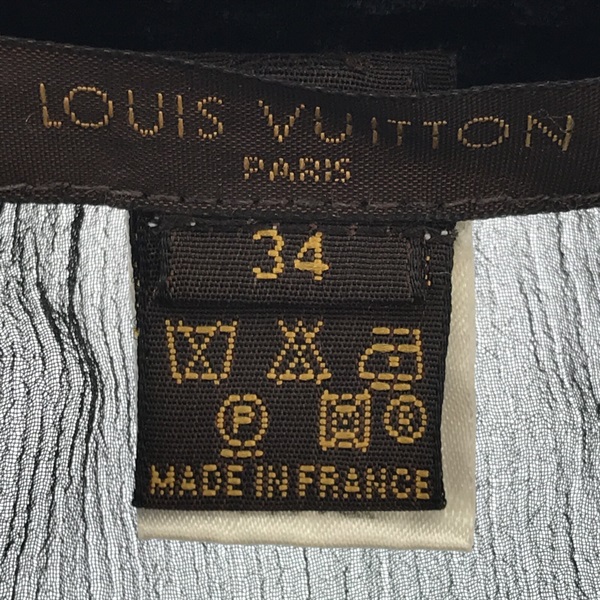 LOUIS VUITTON
PARIS
34
P R
MADE IN FRANCE